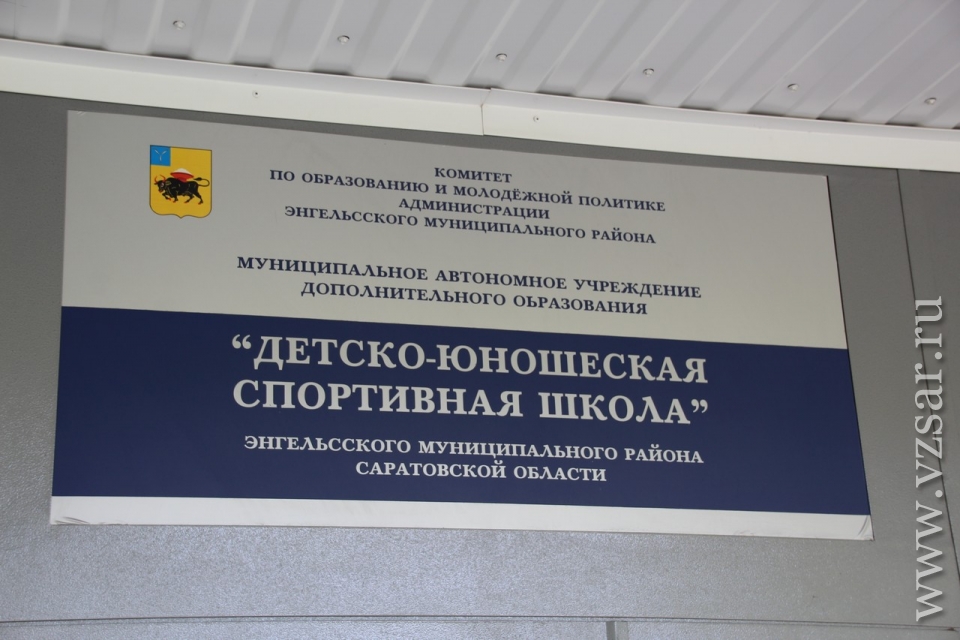 КОМИТЕТ
ПО ОБРАЗОВАНИЮ И МОЛОДЁЖНОЙ ПОЛИТИКЕ
АДМИНИСТРАЦИИ
ЭНГЕЛЬССКОГО МУНИЦИПАЛЬНОГО РАЙОНА
МУНИЦИПАЛЬНОЕ АВТОНОМНОЕ УЧРЕЖДЕНИЕ
ДОПОЛНИТЕЛЬНОГО ОБРАЗОВАНИЯ
“ДЕТСКО-ЮНОШЕСКАЯ
СПОРТИВНАЯ ШКОЛА”
ЭНГЕЛЬССКОГО МУНИЦИПАЛЬНОГО РАЙОНА
САРАТОВСКОЙ ОБЛАСТИ
www.vzsar.ru